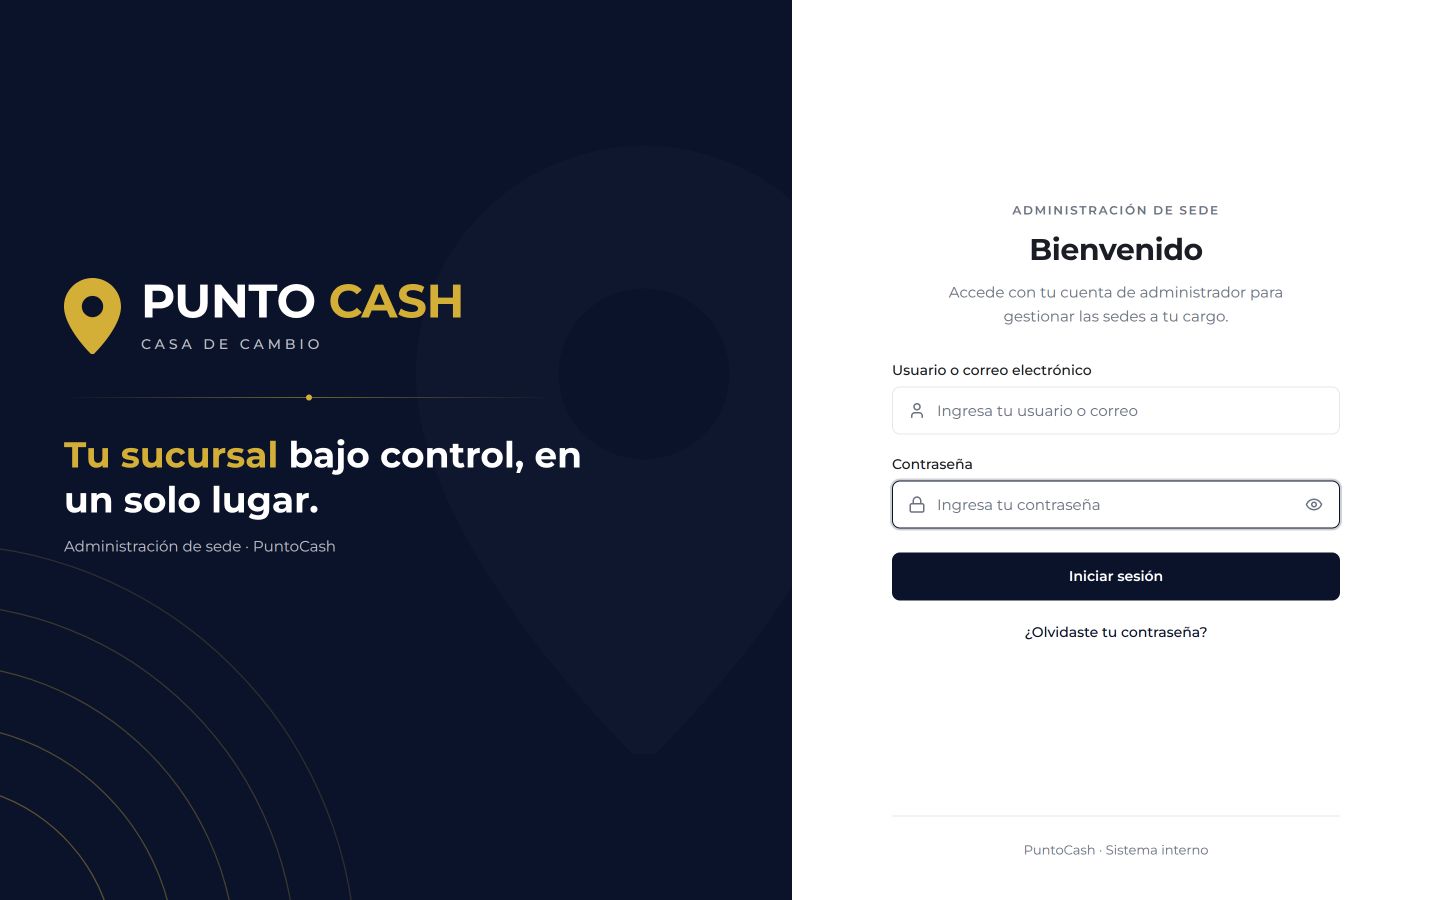 PUNTO CASH
CASA DE CAMBIO
Tu sucursal bajo control, en
un solo lugar.
Administración de sede · PuntoCash
ADMINISTRACIÓN DE SEDE
Bienvenido
Accede con tu cuenta de administrador para
gestionar las sedes a tu cargo.
Usuario o correo electrónico
Ingresa tu usuario o correo
Contraseña
Ingresa tu contraseña
Iniciar sesión
¿Olvidaste tu contraseña?
PuntoCash · Sistema interno